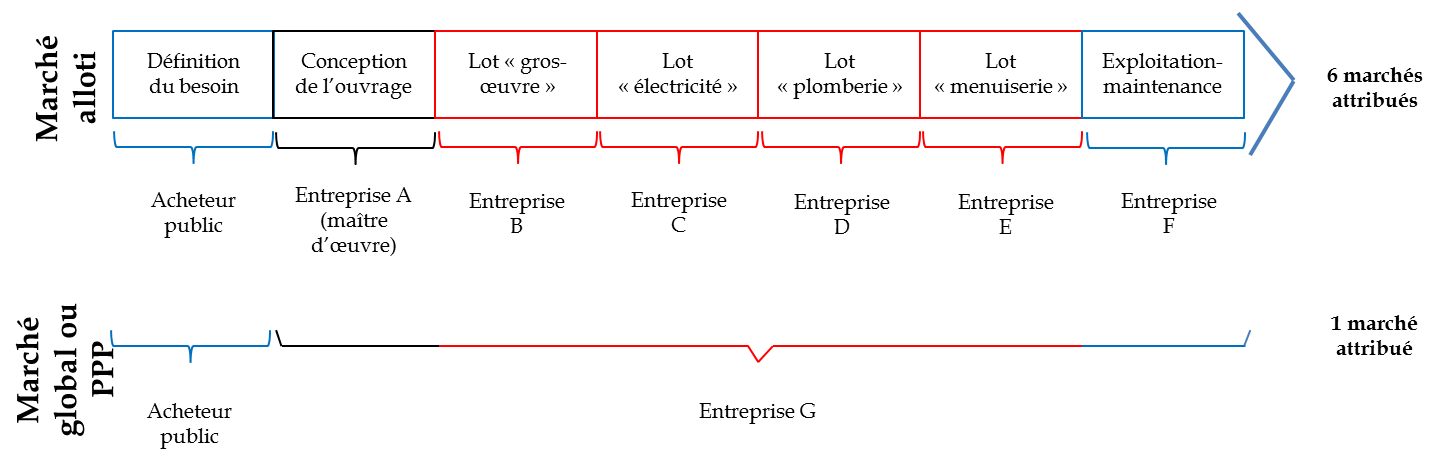 Marché
alloti
Définition
du besoin
Conception
de l’ouvrage
Lot « gros-
œuvre »
Lot
« électricité »
Lot
« plomberie »
Lot
« menuiserie »
Exploitation-
maintenance
6 marchés
attribués
Acheteur
public
Entreprise A
(maître
d’œuvre)
Entreprise
B
Entreprise
C
Entreprise
D
Entreprise
E
Entreprise
F
Marché
global ou
PPP
1 marché
attribué
Acheteur
public
Entreprise G